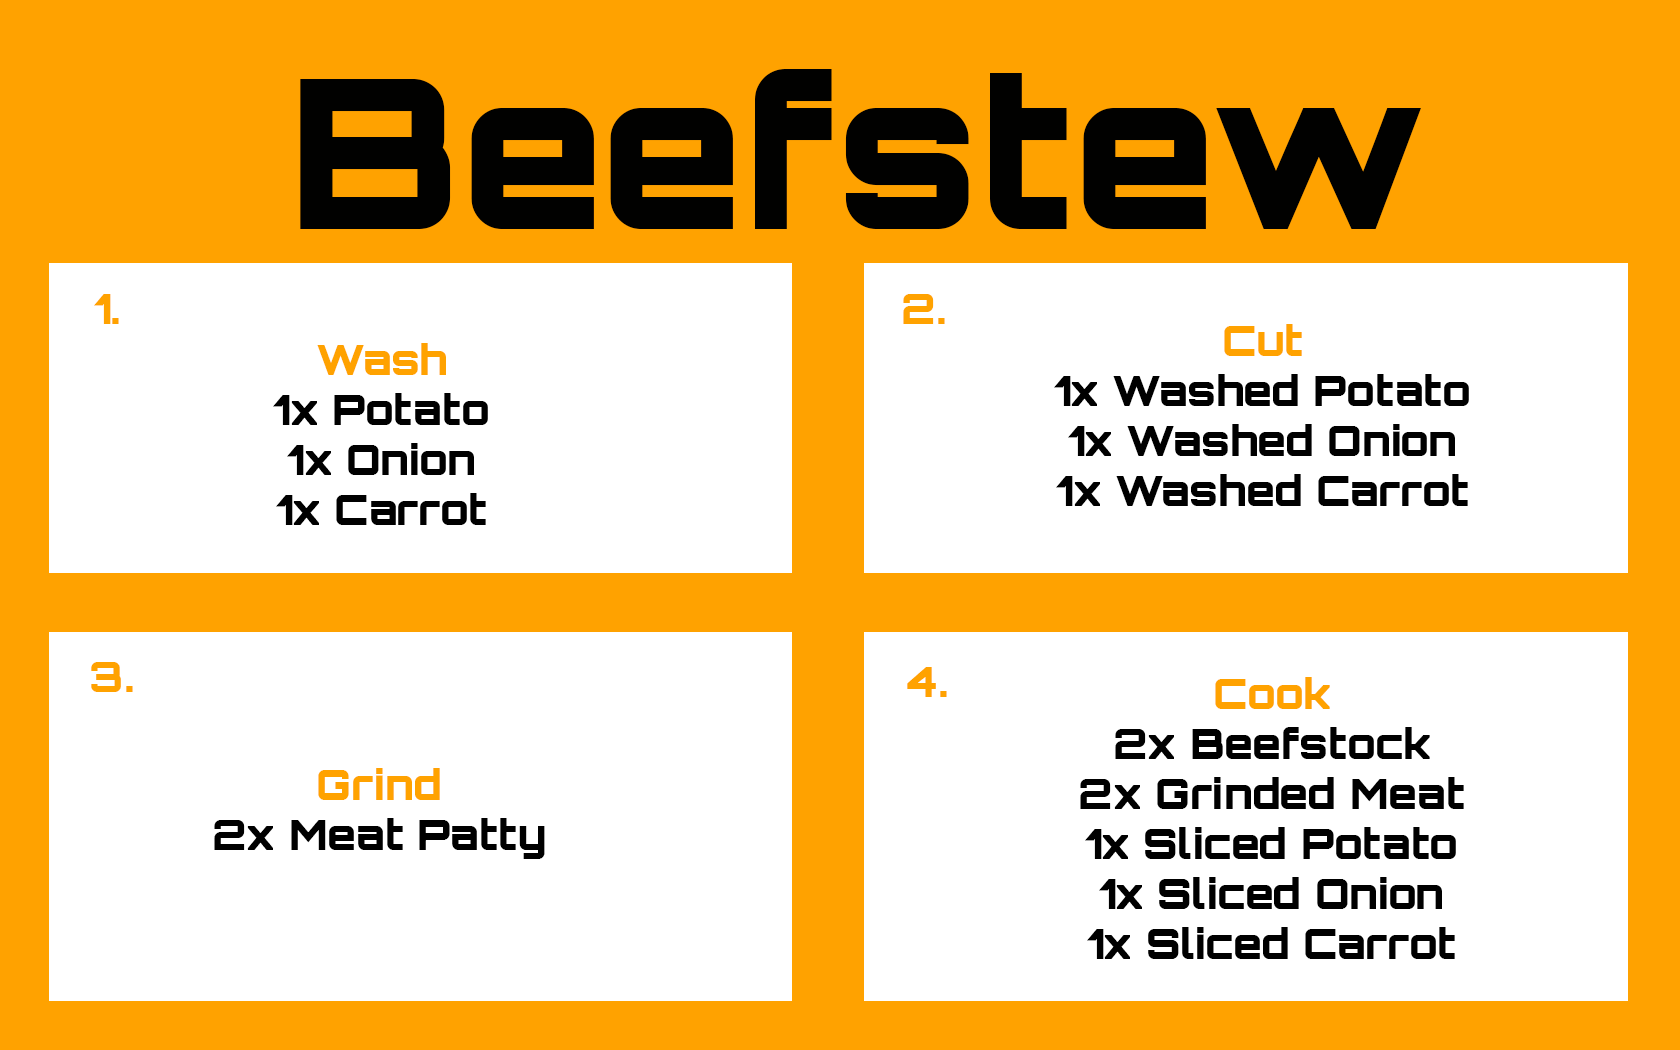 Beefstew
1.
Wash
1x Potato
1x Onion
1x Carrot
2.
Cut
1x Washed Potato
1x Washed Onion
1x Washed Carrot
3.
Grind
2x Meat Patty
4.
Cook
2x Beefstock
2x Grinded Meat
1x Sliced Potato
1x Sliced Onion
1x Sliced Carrot